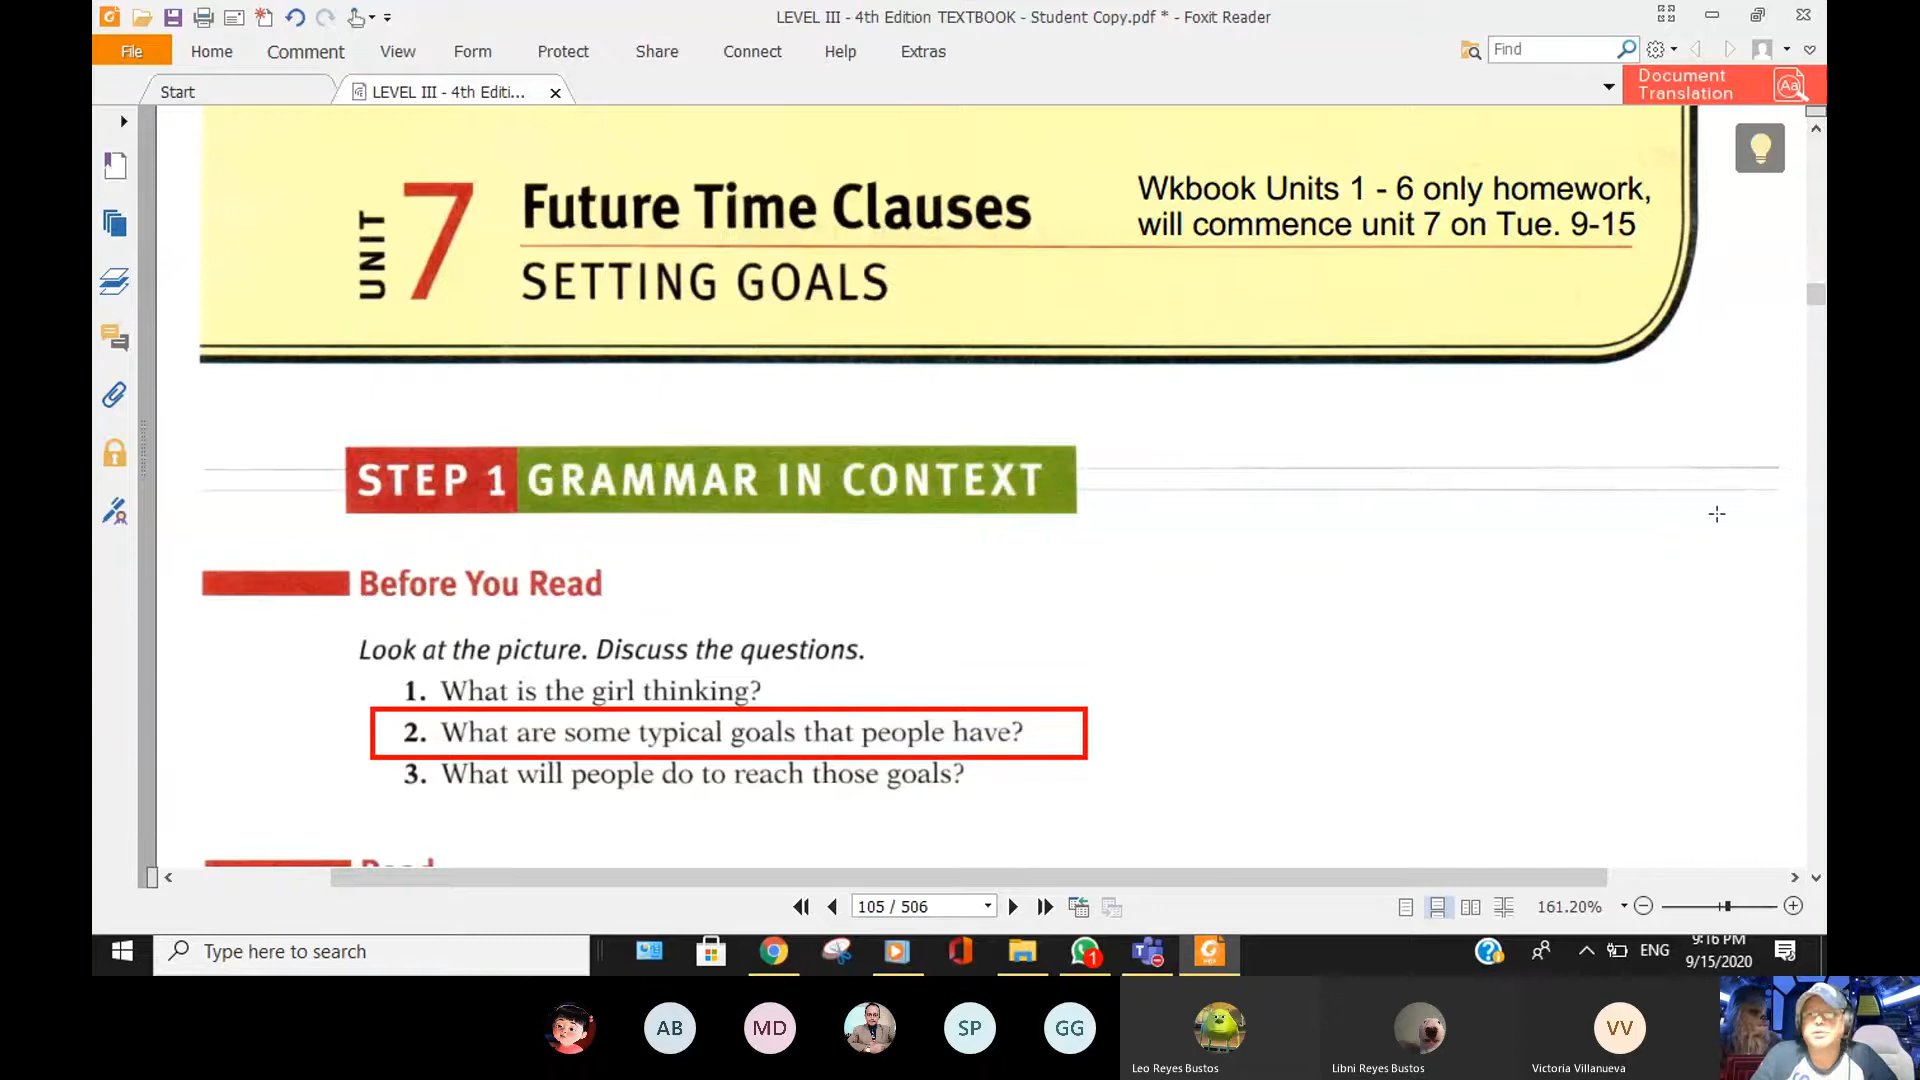 LEVEL III - 4th Edition TEXTBOOK - Student Copy.pdf * - Foxit Reader
File Home Comment View Form Protect Share Connect Help Extras
Find
Start
LEVEL III - 4th Editi...
Document
Translation
UNIT 7
Future Time Clauses
SETTING GOALS
Wkbook Units 1 - 6 only homework,
will commence unit 7 on Tue. 9-15
STEP 1 GRAMMAR IN CONTEXT
Before You Read
Look at the picture. Discuss the questions.
1. What is the girl thinking?
2. What are some typical goals that people have?
3. What will people do to reach those goals?
Read
105 / 506
161.20%
Type here to search
1
ENG
9:16 PM
9/15/2020
AB
MD
SP
GG
VV
Leo Reyes Bustos
Libni Reyes Bustos
Victoria Villanueva